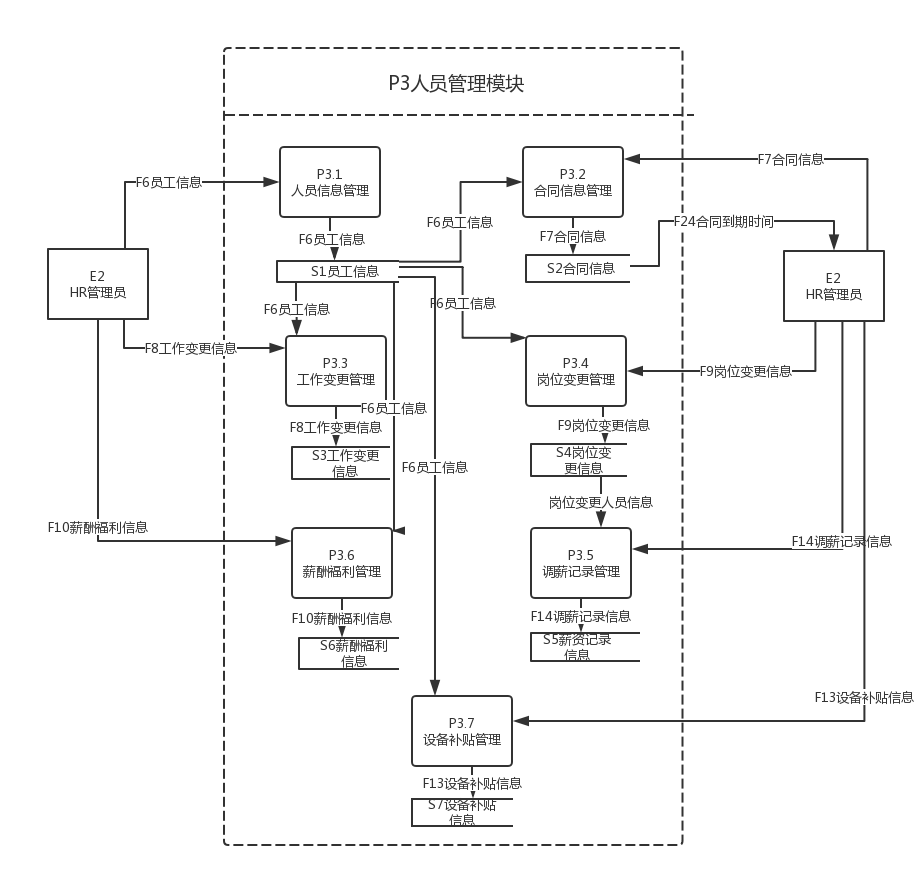 P3人员管理模块
F7合同信息
P3.1
人员信息管理
P3.2
合同信息管理
F6员工信息
F6员工信息
F24合同到期时间
F6员工信息
F7合同信息
S1员工信息
S2合同信息
E2
HR管理员
E2
HR管理员
F6员工信息
F6员工信息
F8工作变更信息
P3.3
工作变更管理
P3.4
岗位变更管理
F9岗位变更信息
F6员工信息
F8工作变更信息
F9岗位变更信息
S3工作变更
信息
S4岗位变
更信息
F6员工信息
岗位变更人员信息
F10薪酬福利信息
F14调薪记录信息
P3.6
薪酬福利管理
P3.5
调薪记录管理
F10薪酬福利信息
F14调薪记录信息
S6薪酬福利
信息
S5薪资记录
信息
F13设备补贴信息
P3.7
设备补贴管理
F13设备补贴信息
S7设备补贴
信息